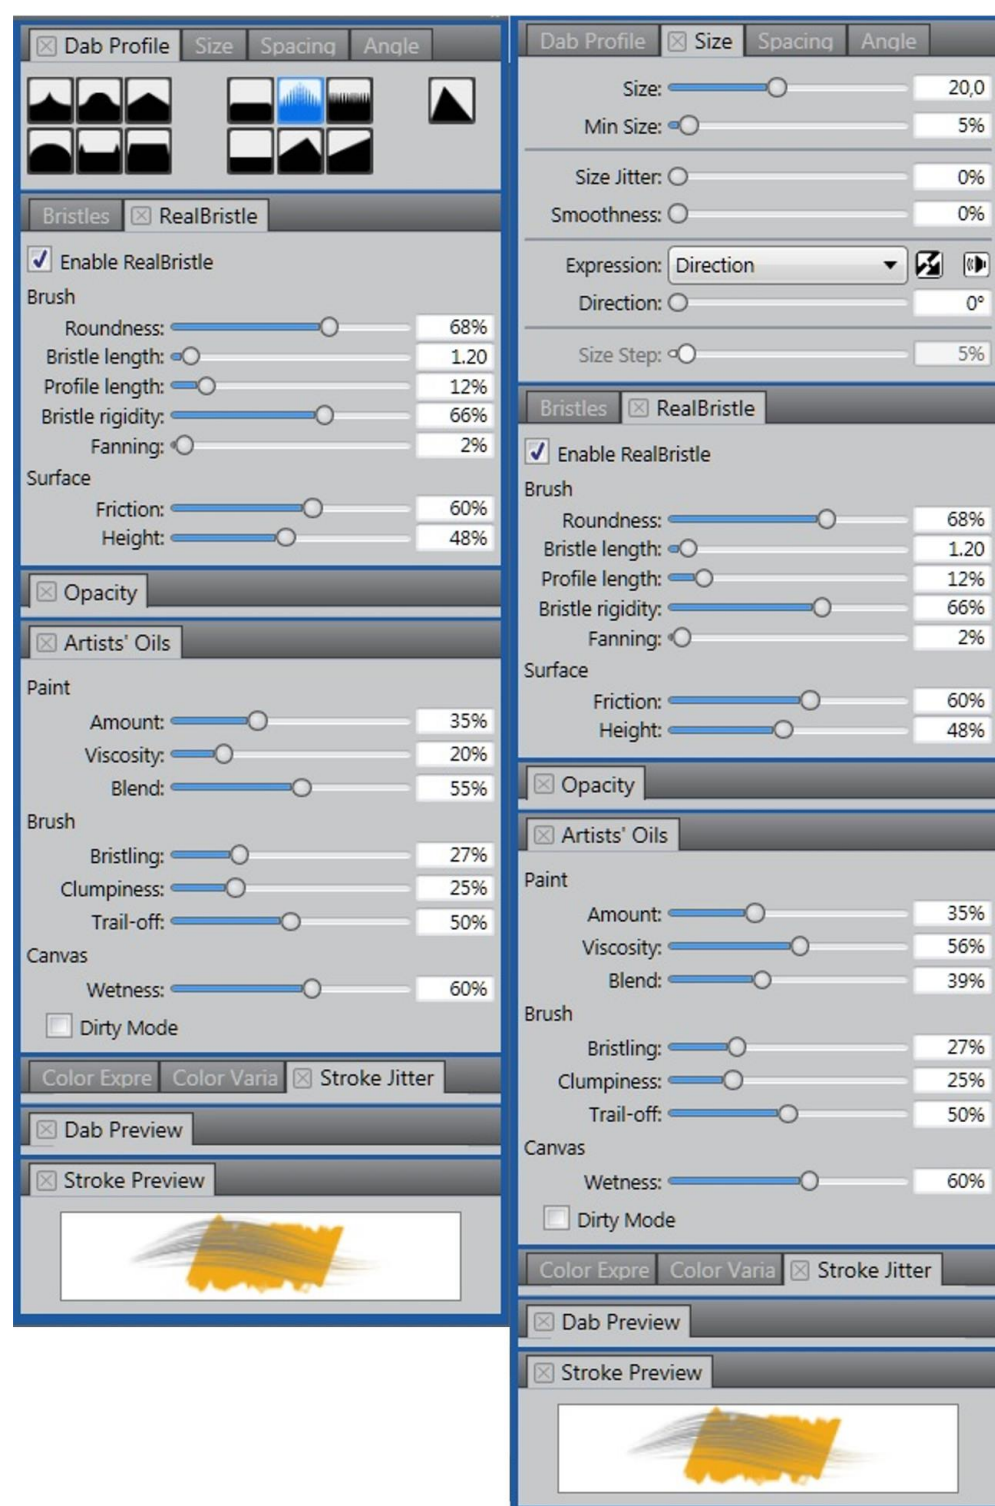 Dab Profile Size Spacing Angle
Bristles RealBristle
Enable RealBristle
Brush
Roundness: 68%
Bristle length: 1.20
Profile length: 12%
Bristle rigidity: 66%
Fanning: 2%
Surface
Friction: 60%
Height: 48%
Opacity
Artists' Oils
Paint
Amount: 35%
Viscosity: 20%
Blend: 55%
Brush
Bristling: 27%
Clumpiness: 25%
Trail-off: 50%
Canvas
Wetness: 60%
Dirty Mode
Color Expre Color Varia Stroke Jitter
Dab Preview
Stroke Preview
Dab Profile Size Spacing Angle
Size: 20,0
Min Size: 5%
Size Jitter: 0%
Smoothness: 0%
Expression: Direction
Direction: 0°
Size Step: 5%
Bristles RealBristle
Enable RealBristle
Brush
Roundness: 68%
Bristle length: 1.20
Profile length: 12%
Bristle rigidity: 66%
Fanning: 2%
Surface
Friction: 60%
Height: 48%
Opacity
Artists' Oils
Paint
Amount: 35%
Viscosity: 56%
Blend: 39%
Brush
Bristling: 27%
Clumpiness: 25%
Trail-off: 50%
Canvas
Wetness: 60%
Dirty Mode
Color Expre Color Varia Stroke Jitter
Dab Preview
Stroke Preview